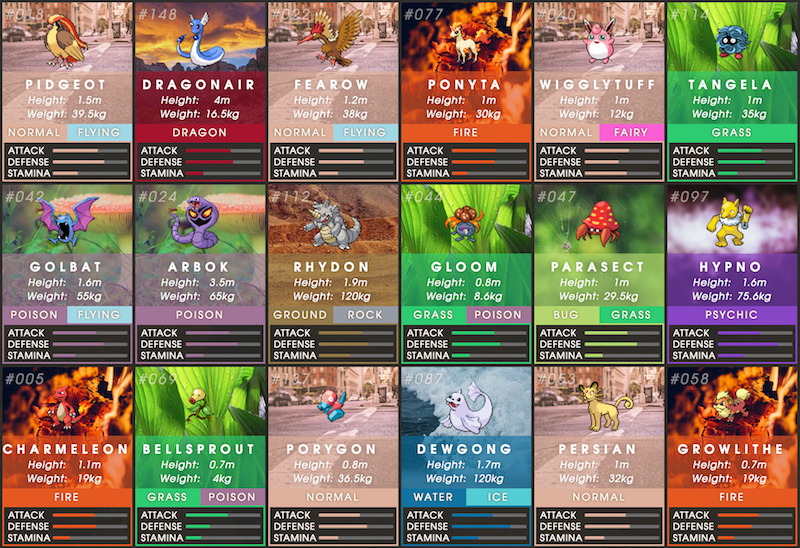 #018
PIDGEOT
Height: 1.5m
Weight: 39.5kg
NORMAL FLYING
ATTACK
DEFENSE
STAMINA
#148
DRAGONAIR
Height: 4m
Weight: 16.5kg
DRAGON
ATTACK
DEFENSE
STAMINA
#022
FEAROW
Height: 1.2m
Weight: 38kg
NORMAL FLYING
ATTACK
DEFENSE
STAMINA
#077
PONYTA
Height: 1m
Weight: 30kg
FIRE
ATTACK
DEFENSE
STAMINA
#040
WIGGLYTUFF
Height: 1m
Weight: 12kg
NORMAL FAIRY
ATTACK
DEFENSE
STAMINA
#114
TANGELA
Height: 1m
Weight: 35kg
GRASS
ATTACK
DEFENSE
STAMINA
#042
GOLBAT
Height: 1.6m
Weight: 55kg
POISON FLYING
ATTACK
DEFENSE
STAMINA
#024
ARBOK
Height: 3.5m
Weight: 65kg
POISON
ATTACK
DEFENSE
STAMINA
#112
RHYDON
Height: 1.9m
Weight: 120kg
GROUND ROCK
ATTACK
DEFENSE
STAMINA
#044
GLOOM
Height: 0.8m
Weight: 8.6kg
GRASS POISON
ATTACK
DEFENSE
STAMINA
#047
PARASECT
Height: 1m
Weight: 29.5kg
BUG GRASS
ATTACK
DEFENSE
STAMINA
#097
HYPNO
Height: 1.6m
Weight: 75.6kg
PSYCHIC
ATTACK
DEFENSE
STAMINA
#005
CHARMELEON
Height: 1.1m
Weight: 19kg
FIRE
ATTACK
DEFENSE
STAMINA
#069
BELLSPROUT
Height: 0.7m
Weight: 4kg
GRASS POISON
ATTACK
DEFENSE
STAMINA
#137
PORYGON
Height: 0.8m
Weight: 36.5kg
NORMAL
ATTACK
DEFENSE
STAMINA
#087
DEWGONG
Height: 1.7m
Weight: 120kg
WATER ICE
ATTACK
DEFENSE
STAMINA
#053
PERSIAN
Height: 1m
Weight: 32kg
NORMAL
ATTACK
DEFENSE
STAMINA
#058
GROWLITHE
Height: 0.7m
Weight: 19kg
FIRE
ATTACK
DEFENSE
STAMINA